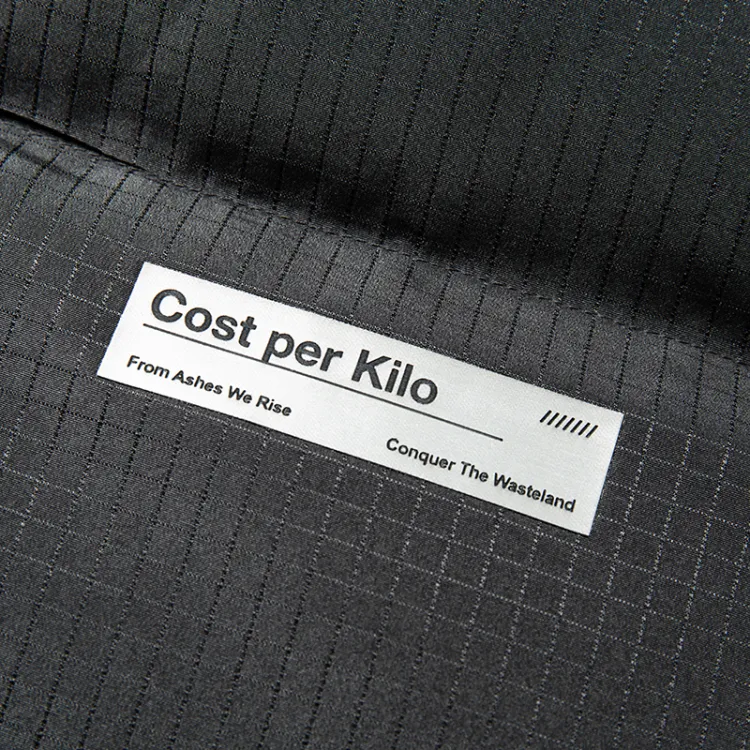 Cost per Kilo
From Ashes We Rise
///////
Conquer The Wasteland